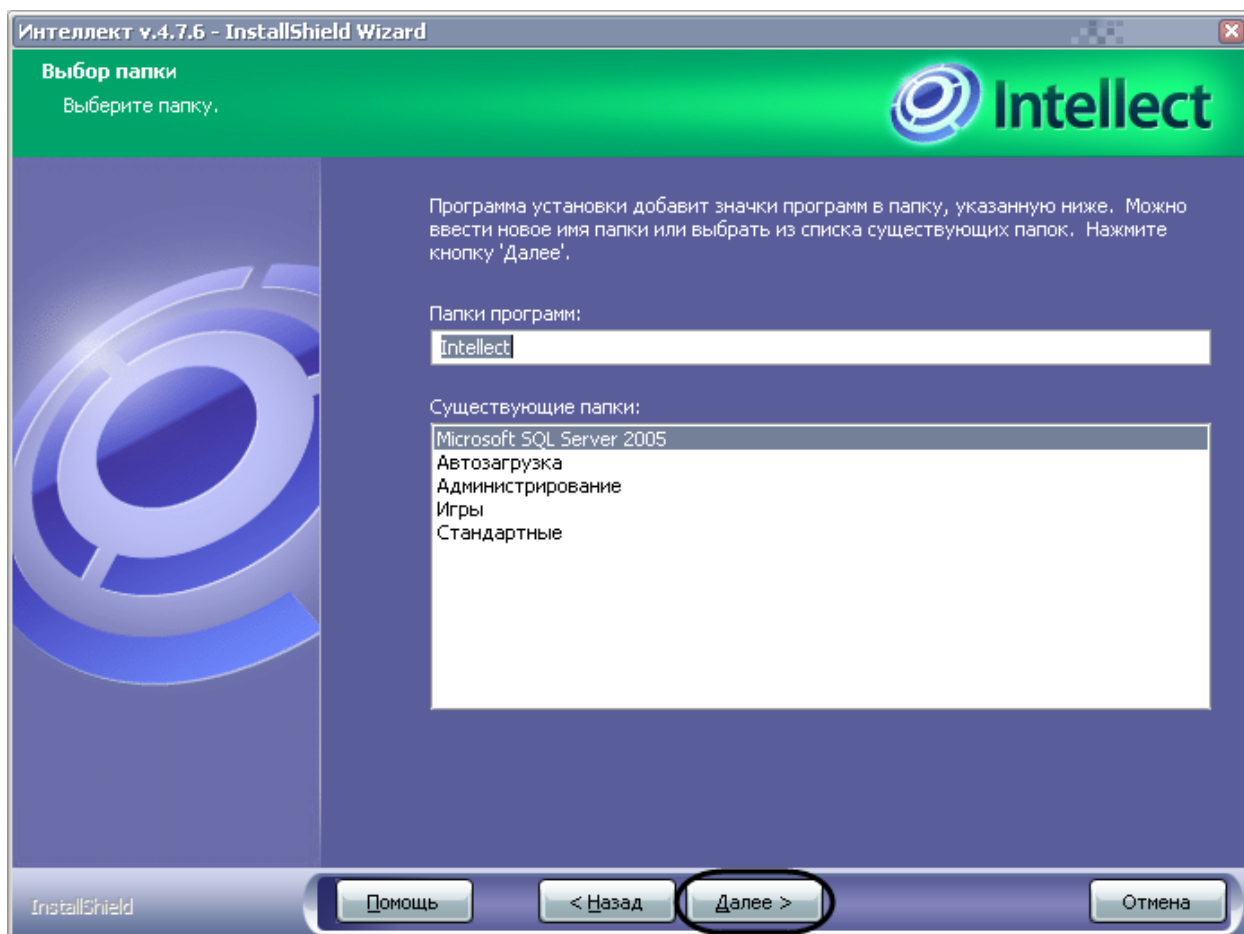 Интеллект v.4.7.6 - InstallShield Wizard
Выбор папки
Выберите папку.
Intellect
Программа установки добавит значки программ в папку, указанную ниже. Можно
ввести новое имя папки или выбрать из списка существующих папок. Нажмите
кнопку 'Далее'.
Папки программ:
Intellect
Существующие папки:
Microsoft SQL Server 2005
Автозагрузка
Администрирование
Игры
Стандартные
InstallShield
Помощь
< Назад
Далее >
Отмена